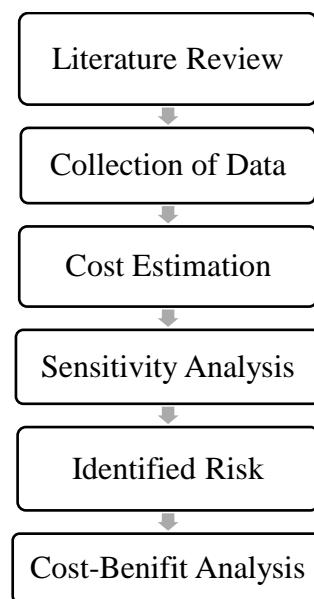 Literature Review
Collection of Data
Cost Estimation
Sensitivity Analysis
Identified Risk
Cost-Benifit Analysis